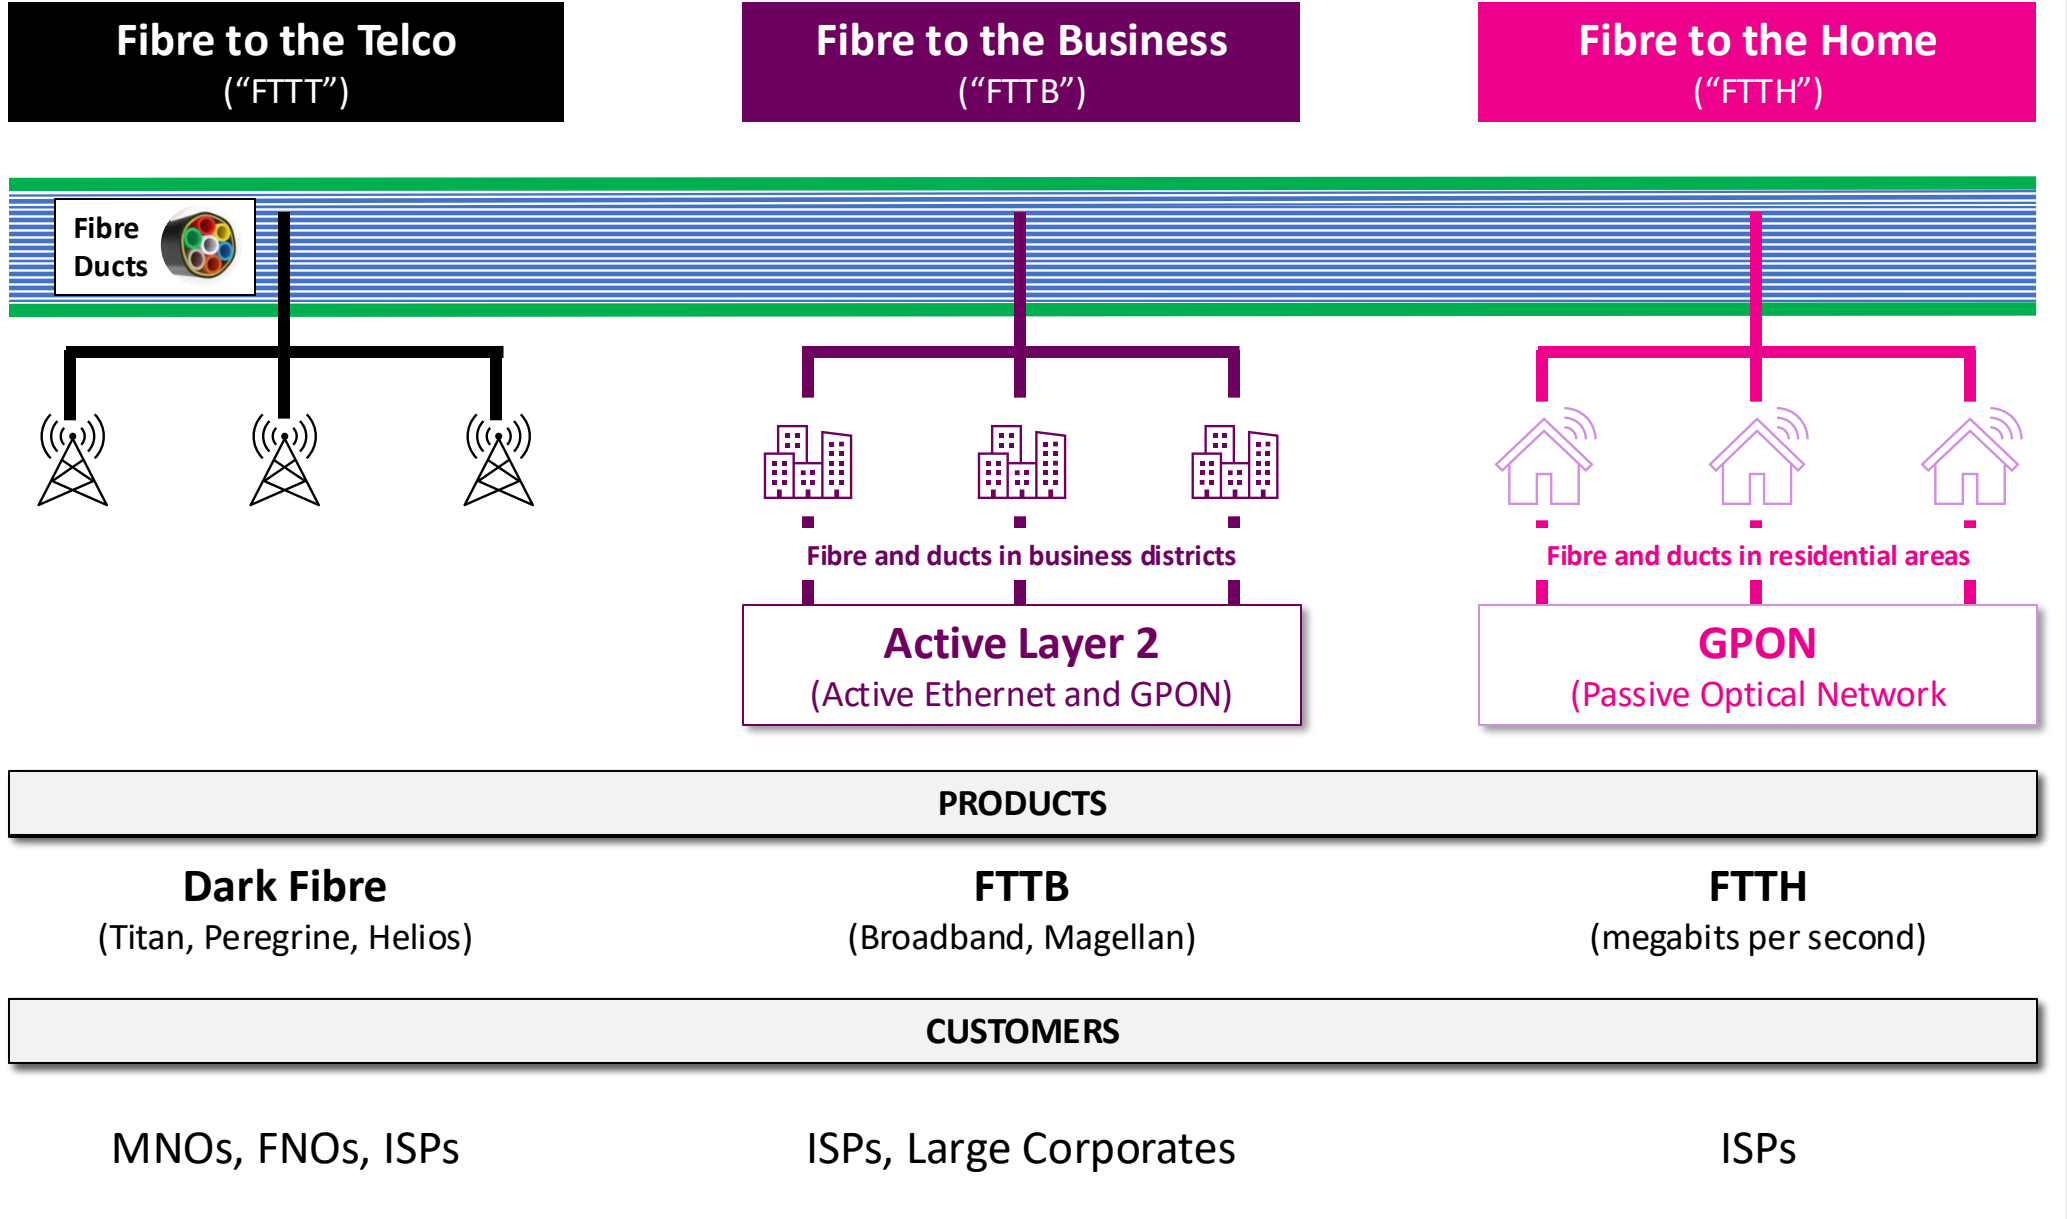 Fibre to the Telco
(“FTTT”)
Fibre to the Business
(“FTTB”)
Fibre to the Home
(“FTTH”)
Fibre
Ducts
Fibre and ducts in business districts
Fibre and ducts in residential areas
Active Layer 2
(Active Ethernet and GPON)
GPON
(Passive Optical Network
PRODUCTS
Dark Fibre
(Titan, Peregrine, Helios)
FTTB
(Broadband, Magellan)
FTTH
(megabits per second)
CUSTOMERS
MNOs, FNOs, ISPs
ISPs, Large Corporates
ISPs